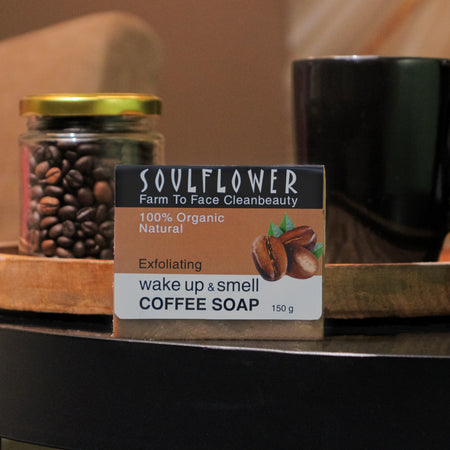 SOULFLOWER
Farm To Face Cleanbeauty
100% Organic
Natural
Exfoliating
wake up & smell
COFFEE SOAP 150 g